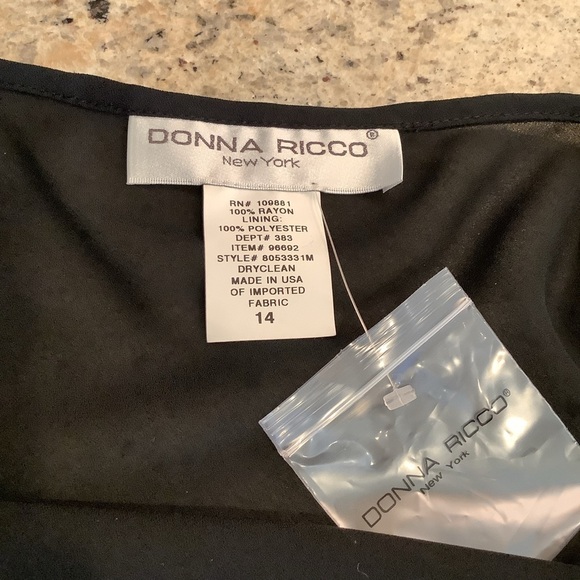 DONNA RICCO®
New York
RN# 109881
100% RAYON
LINING:
100% POLYESTER
DEPT# 383
ITEM# 96692
STYLE# 8053331M
DRYCLEAN
MADE IN USA
OF IMPORTED
FABRIC
14
DONNA RICCO®
New York